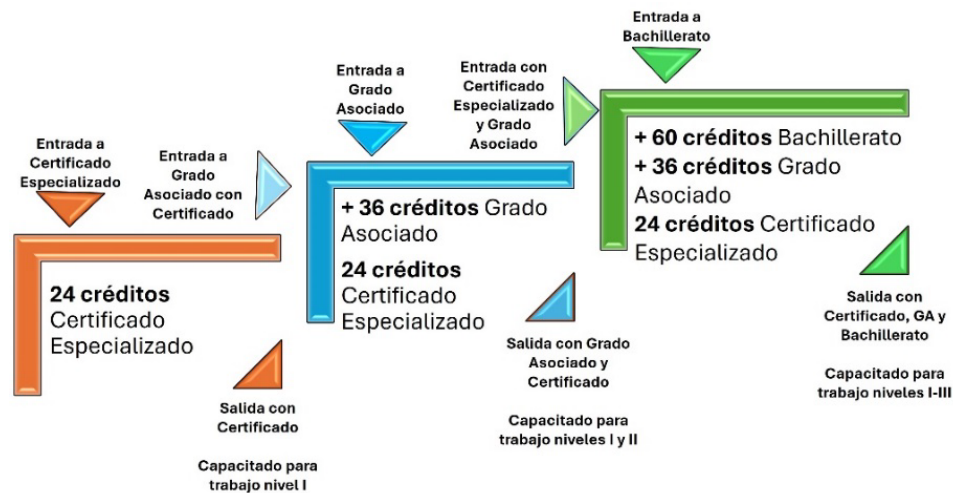 Entrada a
Certificado
Especializado
24 créditos
Certificado
Especializado
Salida con
Certificado
Capacitado para
trabajo nivel I
Entrada a
Grado
Asociado con
Certificado
Entrada a
Grado
Asociado
+ 36 créditos Grado
Asociado
24 créditos
Certificado
Especializado
Salida con Grado
Asociado y
Certificado
Capacitado para
trabajo niveles I y II
Entrada con
Certificado
Especializado
y Grado
Asociado
Entrada a
Bachillerato
+ 60 créditos Bachillerato
+ 36 créditos Grado
Asociado
24 créditos Certificado
Especializado
Salida con
Certificado, GA y
Bachillerato
Capacitado para
trabajo niveles I-III